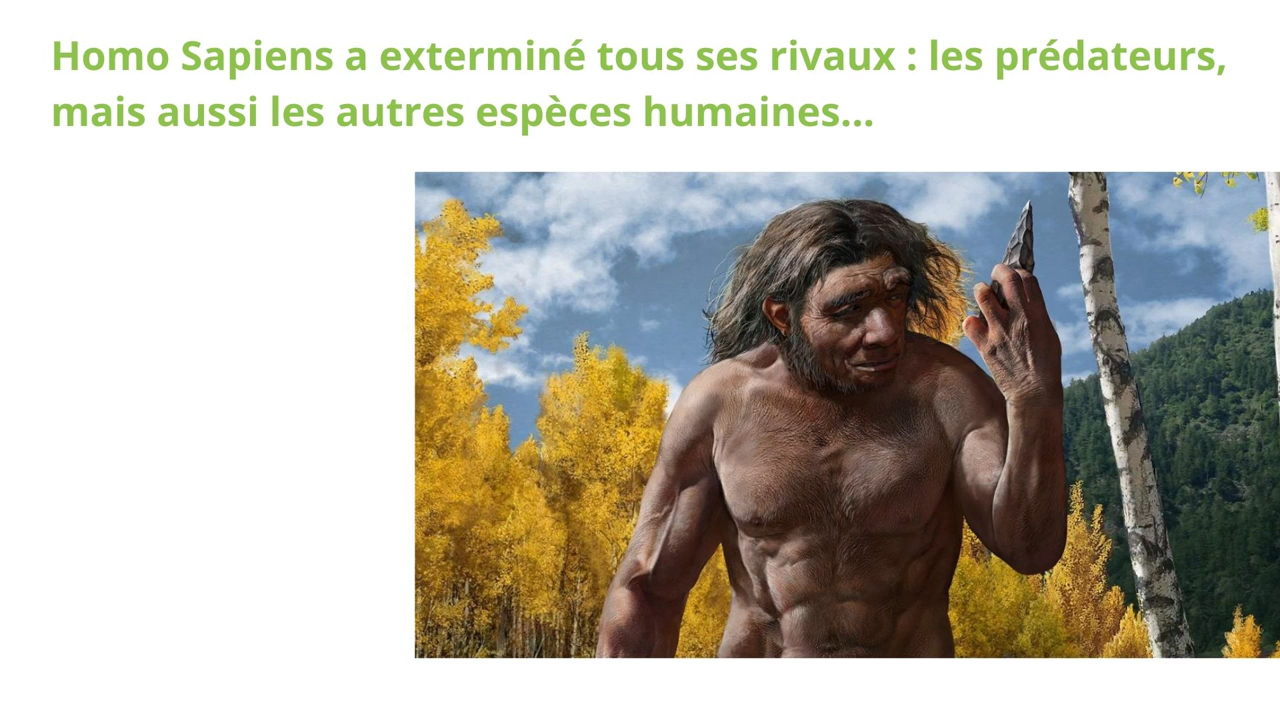 Homo Sapiens a exterminé tous ses rivaux : les prédateurs,
mais aussi les autres espèces humaines...